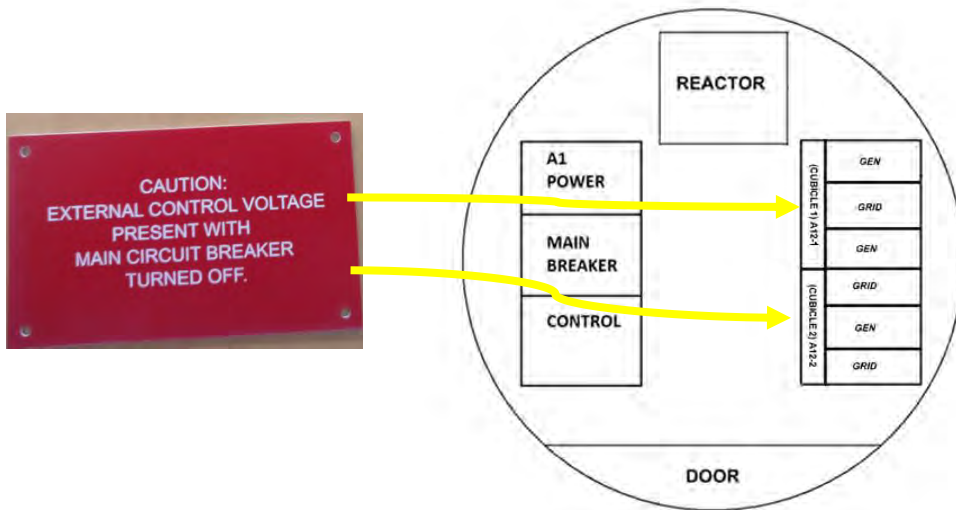 CAUTION:
EXTERNAL CONTROL VOLTAGE
PRESENT WITH
MAIN CIRCUIT BREAKER
TURNED OFF.
REACTOR
A1
POWER
MAIN
BREAKER
CONTROL
(CUBICLE 1) A12-1
GEN
GRID
GEN
(CUBICLE 2) A12-2
GRID
GEN
GRID
DOOR